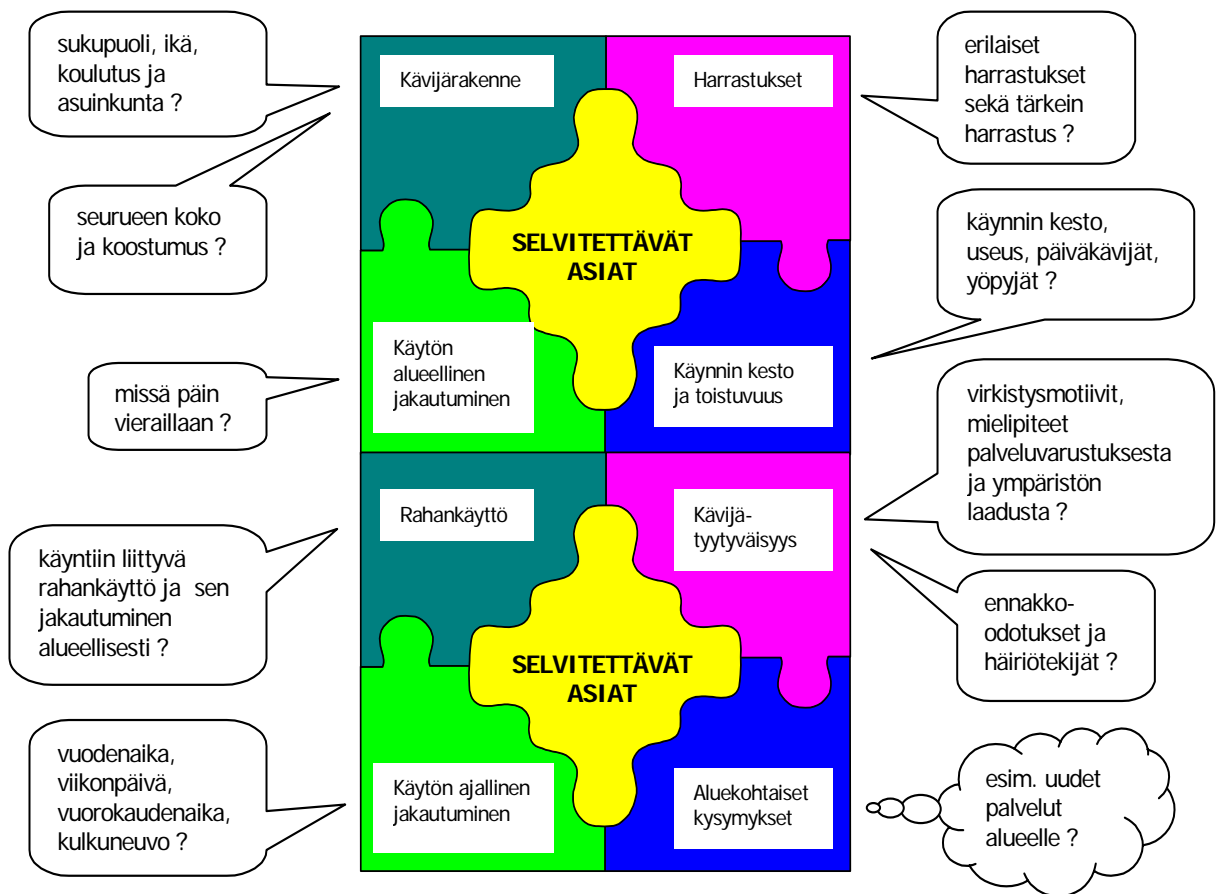 sukupuoli, ikä,
koulutus ja
asuinkunta ?
seurueen koko
ja koostumus ?
missä päin
vieraillaan ?
käyntiin liittyvä
rahankäyttö ja sen
jakautuminen
alueellisesti ?
vuodenaika,
viikonpäivä,
vuorokaudenaika,
kulkuneuvo ?
Kävijärakenne
Harrastukset
SELVITETTÄVÄT
ASIAT
Käytön
alueellinen
jakautuminen
Käynnin kesto
ja toistuvuus
Rahankäyttö
Kävijä-
tyytyväisyys
SELVITETTÄVÄT
ASIAT
Käytön ajallinen
jakautuminen
Aluekohtaiset
kysymykset
erilaiset
harrastukset
sekä tärkein
harrastus ?
käynnin kesto,
useus, päiväkävijät,
yöpyjät ?
virkistysmotiivit,
mielipiteet
palveluvarustuksesta
ja ympäristön
laadusta ?
ennakko-
odotukset ja
häiriötekijät ?
esim. uudet
palvelut
alueelle ?